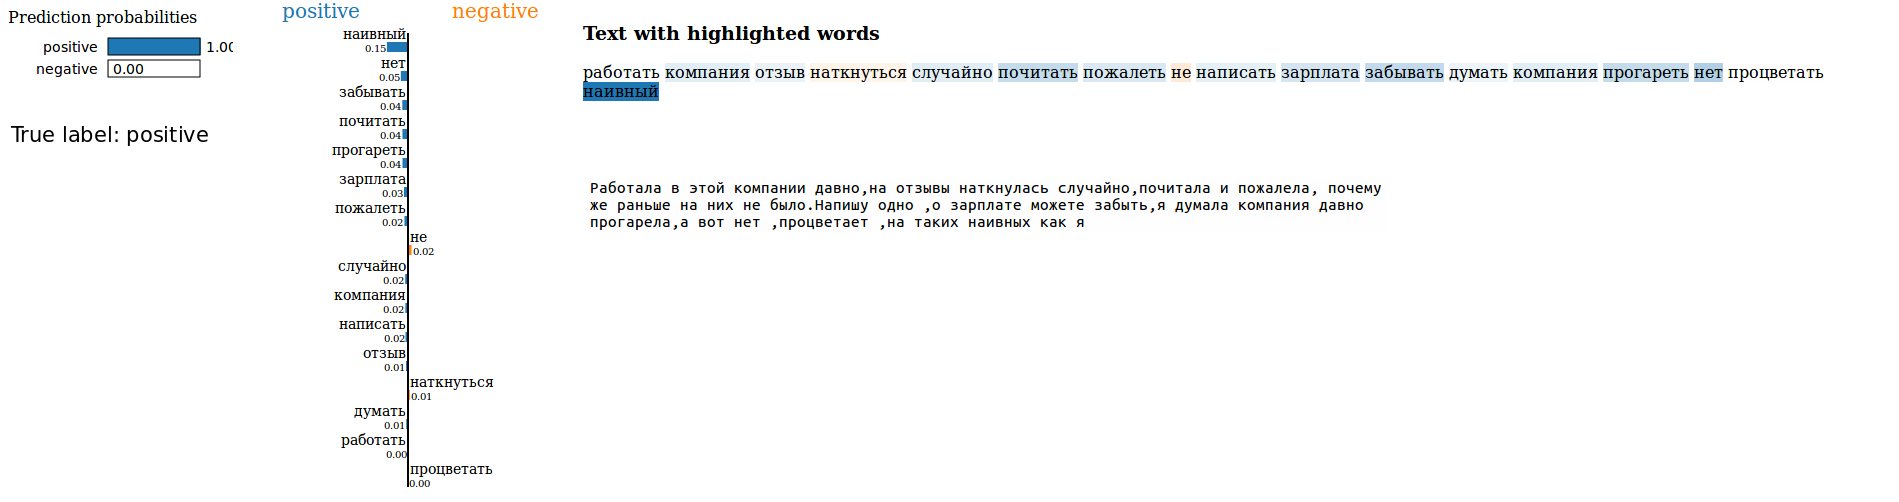 Prediction probabilities
positive 1.00
negative 0.00
True label: positive
positive negative
наивный
0.15
нет
0.05
забывать
0.04
почитать
0.04
прогареть
0.04
зарплата
0.03
пожалеть
0.02
не
0.02
случайно
0.02
компания
0.02
написать
0.02
отзыв
0.01
наткнуться
0.01
думать
0.01
работать
0.00
процветать
0.00
Text with highlighted words
работать компания отзыв наткнуться случайно почитать пожалеть не написать зарплата забывать думать компания прогареть нет процветать
наивный
Работала в этой компании давно,на отзывы наткнулась случайно,почитала и пожалела, почему
же раньше на них не было.Напишу одно ,о зарплате можете забыть,я думала компания давно
прогарела,а вот нет ,процветает ,на таких наивных как я